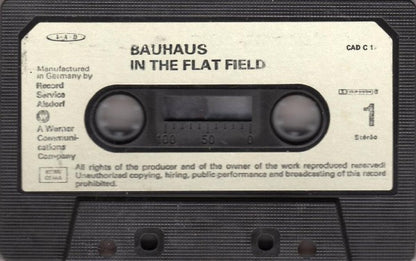 4-A-D
BAUHAUS
CAD C 1
IN THE FLAT FIELD
Manufactured
in Germany by
Record
Service
Alsdorf
A Warner
Communi-
cations
Company
1
Stéréo
100 50 0
All rights of the producer and of the owner of the work reproduced reserved!
Unauthorized copying, hiring, public performance and broadcasting of this record
prohibited.